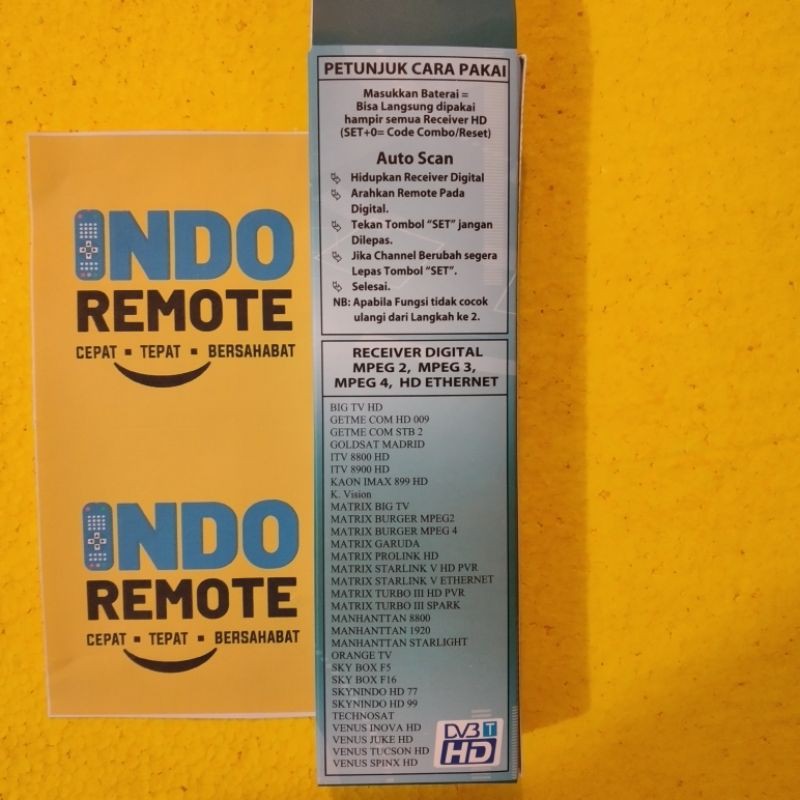 INDO
REMOTE
CEPAT ▪ TEPAT ▪ BERSAHABAT
INDO
REMOTE
CEPAT ▪ TEPAT ▪ BERSAHABAT
PETUNJUK CARA PAKAI
Masukkan Baterai =
Bisa Langsung dipakai
hampir semua Receiver HD
(SET+0= Code Combo/Reset)
Auto Scan
Hidupkan Receiver Digital
Arahkan Remote Pada
Digital.
Tekan Tombol “SET” jangan
Dilepas.
Jika Channel Berubah segera
Lepas Tombol “SET”.
Selesai.
NB: Apabila Fungsi tidak cocok
ulangi dari Langkah ke 2.
RECEIVER DIGITAL
MPEG 2, MPEG 3,
MPEG 4, HD ETHERNET
BIG TV HD
GETME COM HD 009
GETME COM STB 2
GOLDSAT MADRID
ITV 8800 HD
ITV 8900 HD
KAON IMAX 899 HD
K. Vision
MATRIX BIG TV
MATRIX BURGER MPEG2
MATRIX BURGER MPEG 4
MATRIX GARUDA
MATRIX PROLINK HD
MATRIX STARLINK V HD PVR
MATRIX STARLINK V ETHERNET
MATRIX TURBO III HD PVR
MATRIX TURBO III SPARK
MANHANTTAN 8800
MANHANTTAN 1920
MANHANTTAN STARLIGHT
ORANGE TV
SKY BOX F5
SKY BOX F16
SKYNINDO HD 77
SKYNINDO HD 99
TECHNOSAT
VENUS INOVA HD
VENUS JUKE HD
VENUS TUCSON HD
VENUS SPINX HD
DVB T
HD